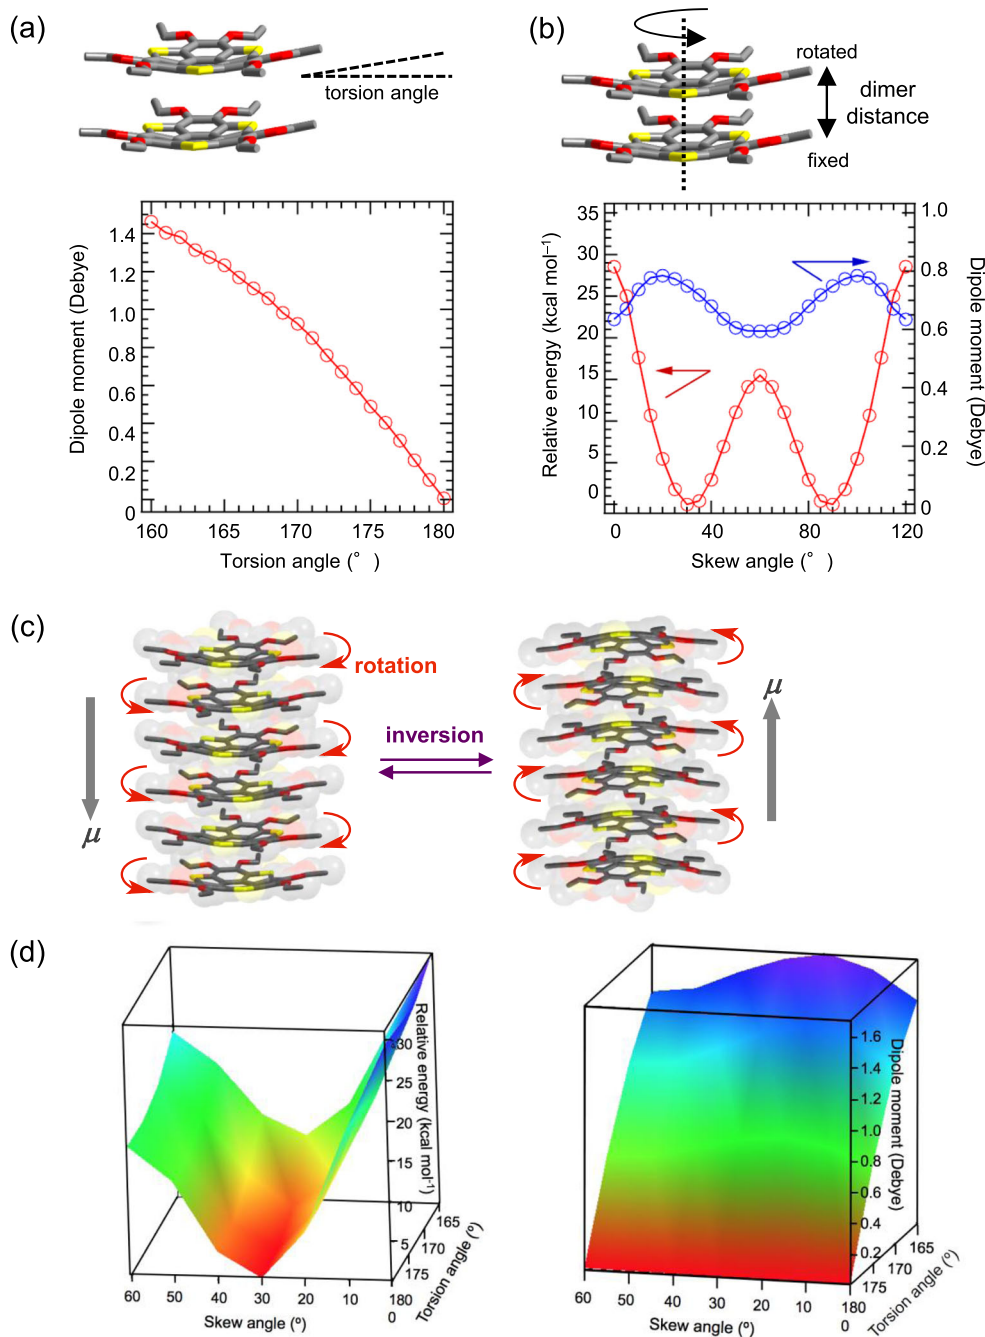 (a)
torsion angle
Dipole moment (Debye)
1.4
1.2
1.0
0.8
0.6
0.4
0.2
0
160
165
170
175
180
Torsion angle (°)
(b)
rotated
dimer
distance
fixed
Relative energy (kcal mol⁻¹)
35
30
25
20
15
10
5
0
1.0
0.8
0.6
0.4
0.2
0
Dipole moment (Debye)
0
40
80
120
Skew angle (°)
(c)
rotation
μ
inversion
μ
(d)
Relative energy (kcal mol⁻¹)
30
25
20
15
10
5
165
170
175
180
Torsion angle (º)
60
50
40
30
20
10
0
Skew angle (º)
Dipole moment (Debye)
1.6
1.4
1.2
1.0
0.8
0.6
0.4
0.2
165
170
175
180
Torsion angle (º)
60
50
40
30
20
10
0
Skew angle (º)